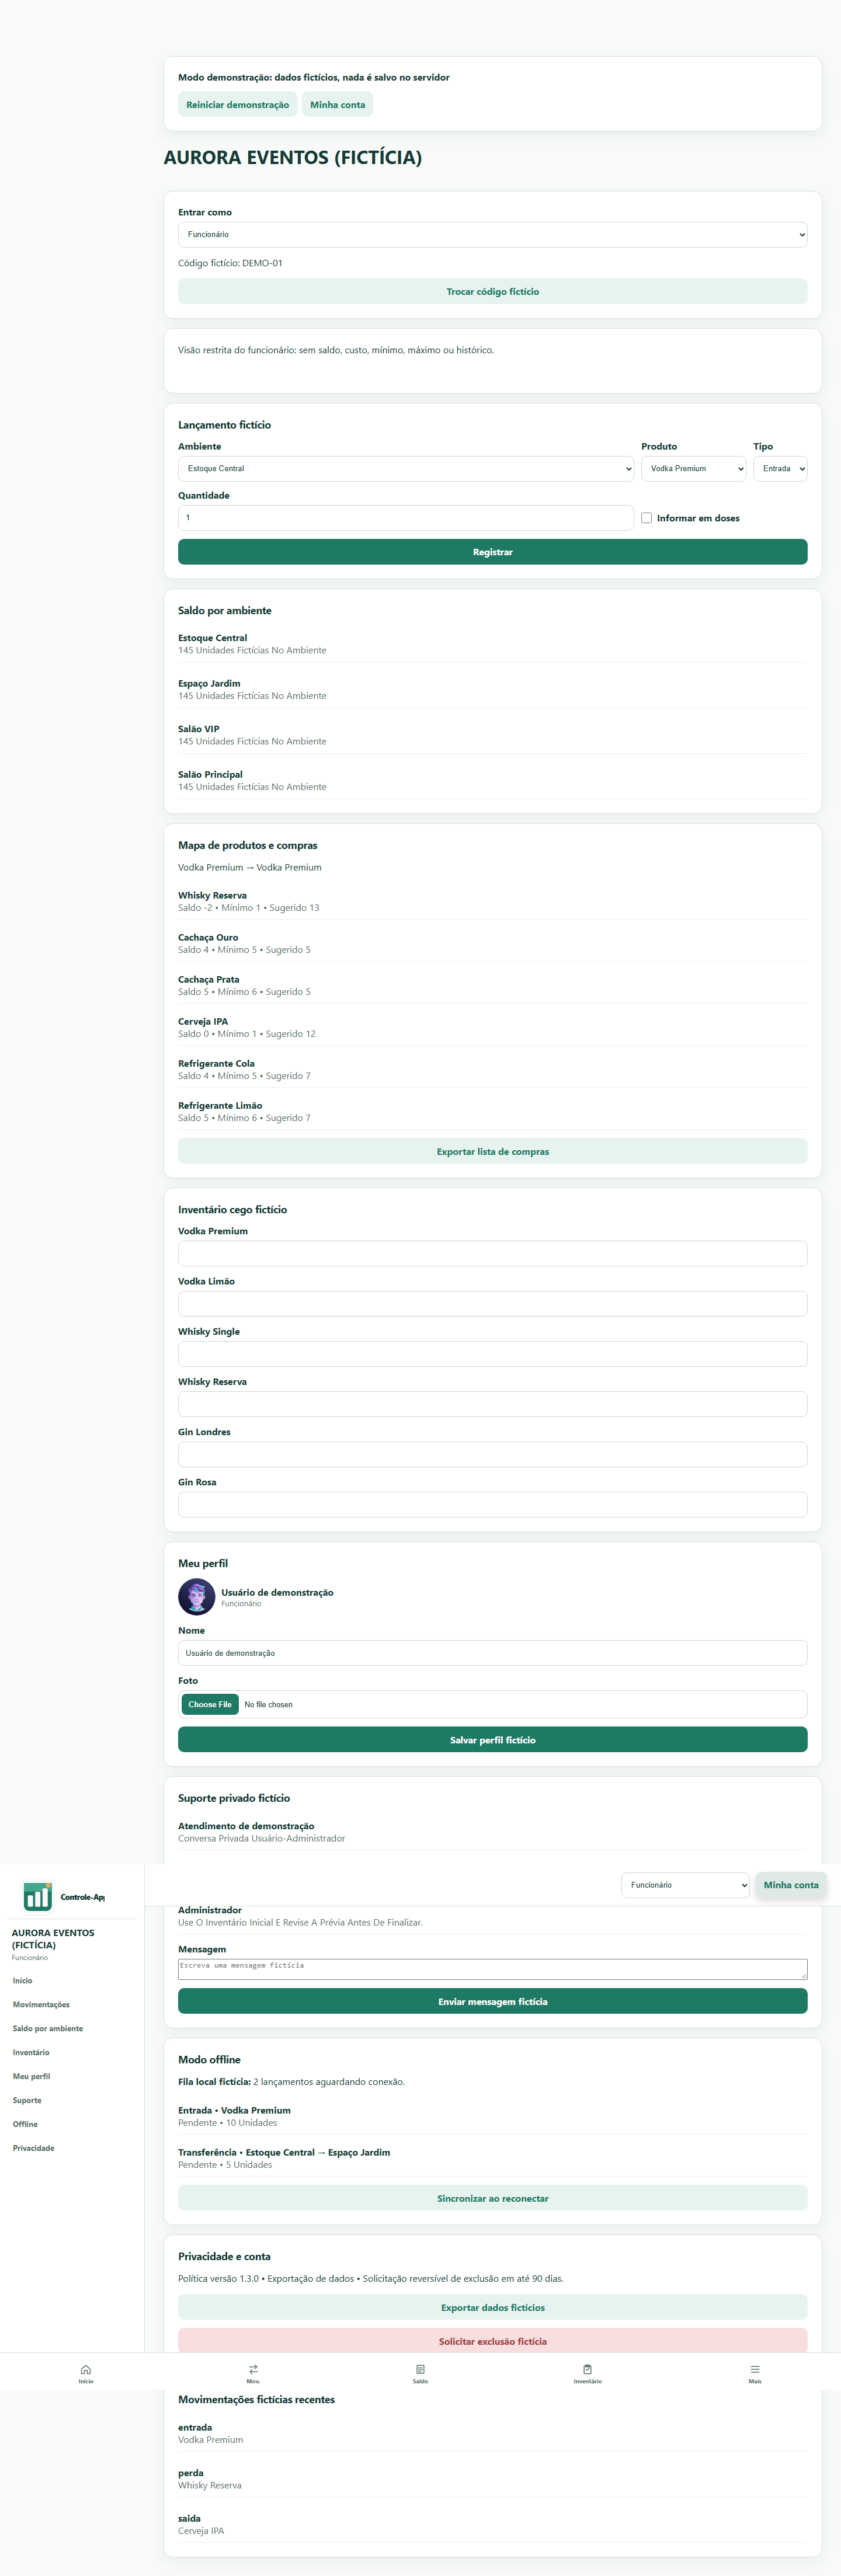 Modo demonstração: dados fictícios, nada é salvo no servidor
Reiniciar demonstração
Minha conta
AURORA EVENTOS (FICTÍCIA)
Entrar como
Funcionário
Código fictício: DEMO-01
Trocar código fictício
Visão restrita do funcionário: sem saldo, custo, mínimo, máximo ou histórico.
Lançamento fictício
Ambiente
Produto
Tipo
Estoque Central
Vodka Premium
Entrada
Quantidade
1
Informar em doses
Registrar
Saldo por ambiente
Estoque Central
145 Unidades Fictícias No Ambiente
Espaço Jardim
145 Unidades Fictícias No Ambiente
Salão VIP
145 Unidades Fictícias No Ambiente
Salão Principal
145 Unidades Fictícias No Ambiente
Mapa de produtos e compras
Vodka Premium → Vodka Premium
Whisky Reserva
Saldo -2 • Mínimo 1 • Sugerido 13
Cachaça Ouro
Saldo 4 • Mínimo 5 • Sugerido 5
Cachaça Prata
Saldo 5 • Mínimo 6 • Sugerido 5
Cerveja IPA
Saldo 0 • Mínimo 1 • Sugerido 12
Refrigerante Cola
Saldo 4 • Mínimo 5 • Sugerido 7
Refrigerante Limão
Saldo 5 • Mínimo 6 • Sugerido 7
Exportar lista de compras
Inventário cego fictício
Vodka Premium
Vodka Limão
Whisky Single
Whisky Reserva
Gin Londres
Gin Rosa
Meu perfil
Usuário de demonstração
Funcionário
Nome
Usuário de demonstração
Foto
Choose File
No file chosen
Salvar perfil fictício
Suporte privado fictício
Atendimento de demonstração
Conversa Privada Usuário-Administrador
Funcionário
Minha conta
Controle-Ap
AURORA EVENTOS
(FICTÍCIA)
Funcionário
Início
Movimentações
Saldo por ambiente
Inventário
Meu perfil
Suporte
Offline
Privacidade
Administrador
Use O Inventário Inicial E Revise A Prévia Antes De Finalizar.
Mensagem
Escreva uma mensagem fictícia
Enviar mensagem fictícia
Modo offline
Fila local fictícia: 2 lançamentos aguardando conexão.
Entrada • Vodka Premium
Pendente • 10 Unidades
Transferência • Estoque Central → Espaço Jardim
Pendente • 5 Unidades
Sincronizar ao reconectar
Privacidade e conta
Política versão 1.3.0 • Exportação de dados • Solicitação reversível de exclusão em até 90 dias.
Exportar dados fictícios
Solicitar exclusão fictícia
Início
Mov.
Saldo
Inventário
Mais
Movimentações fictícias recentes
entrada
Vodka Premium
perda
Whisky Reserva
saida
Cerveja IPA